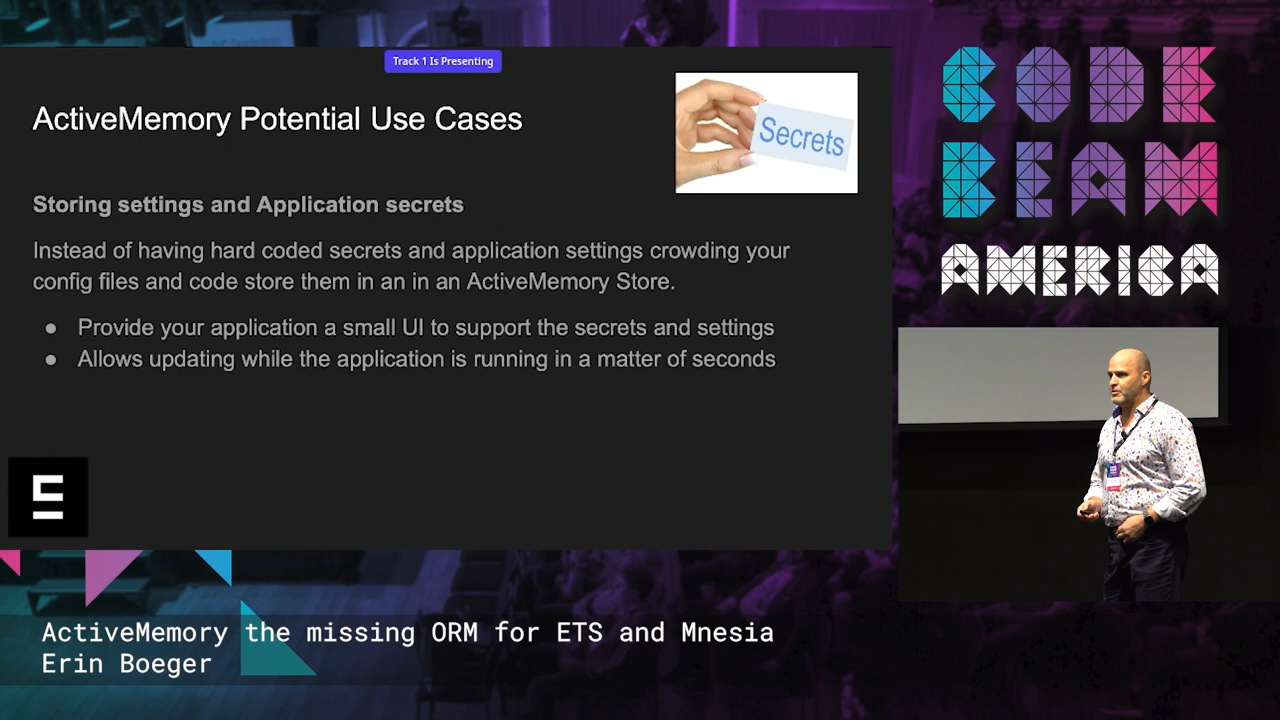 Track 1 Is Presenting
ActiveMemory Potential Use Cases
Secrets
Storing settings and Application secrets
Instead of having hard coded secrets and application settings crowding your
config files and code store them in an in an ActiveMemory Store.
● Provide your application a small UI to support the secrets and settings
● Allows updating while the application is running in a matter of seconds
CODE
BEAM
AMERICA
ActiveMemory the missing ORM for ETS and Mnesia
Erin Boeger